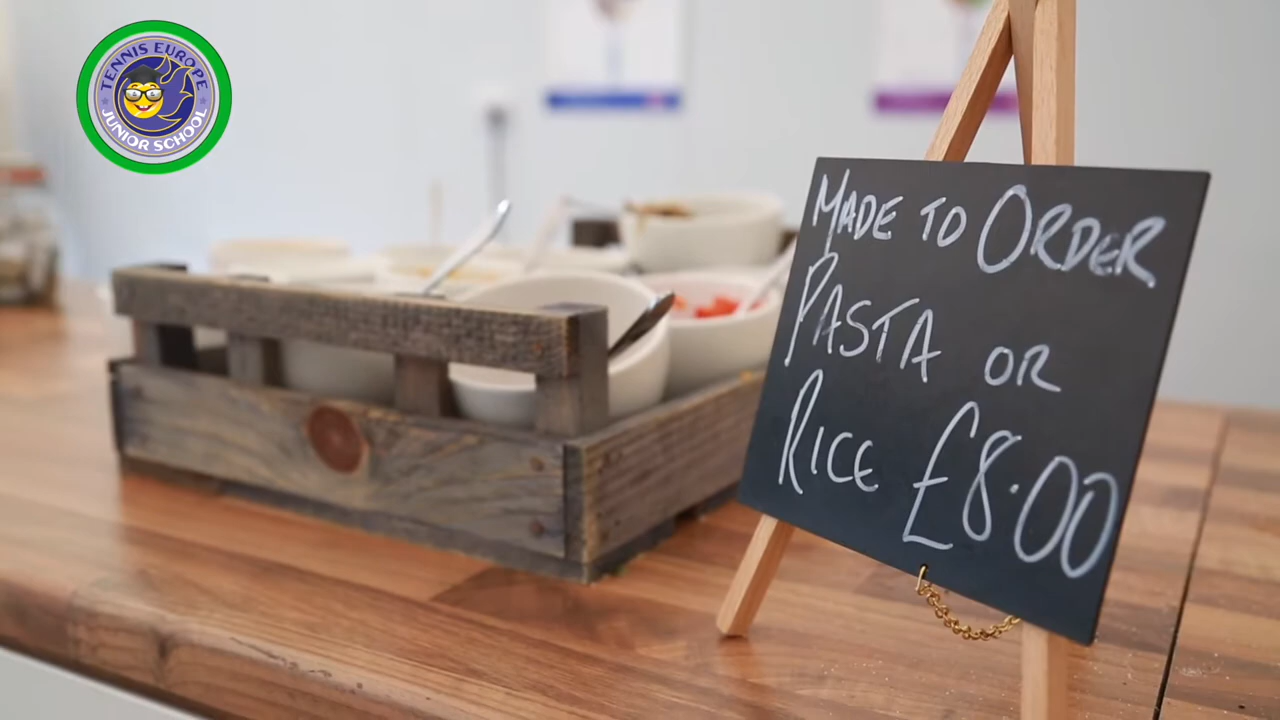 TENNIS EUROPE
JUNIOR SCHOOL
MADE TO ORDER
PASTA OR
RICE £8.00